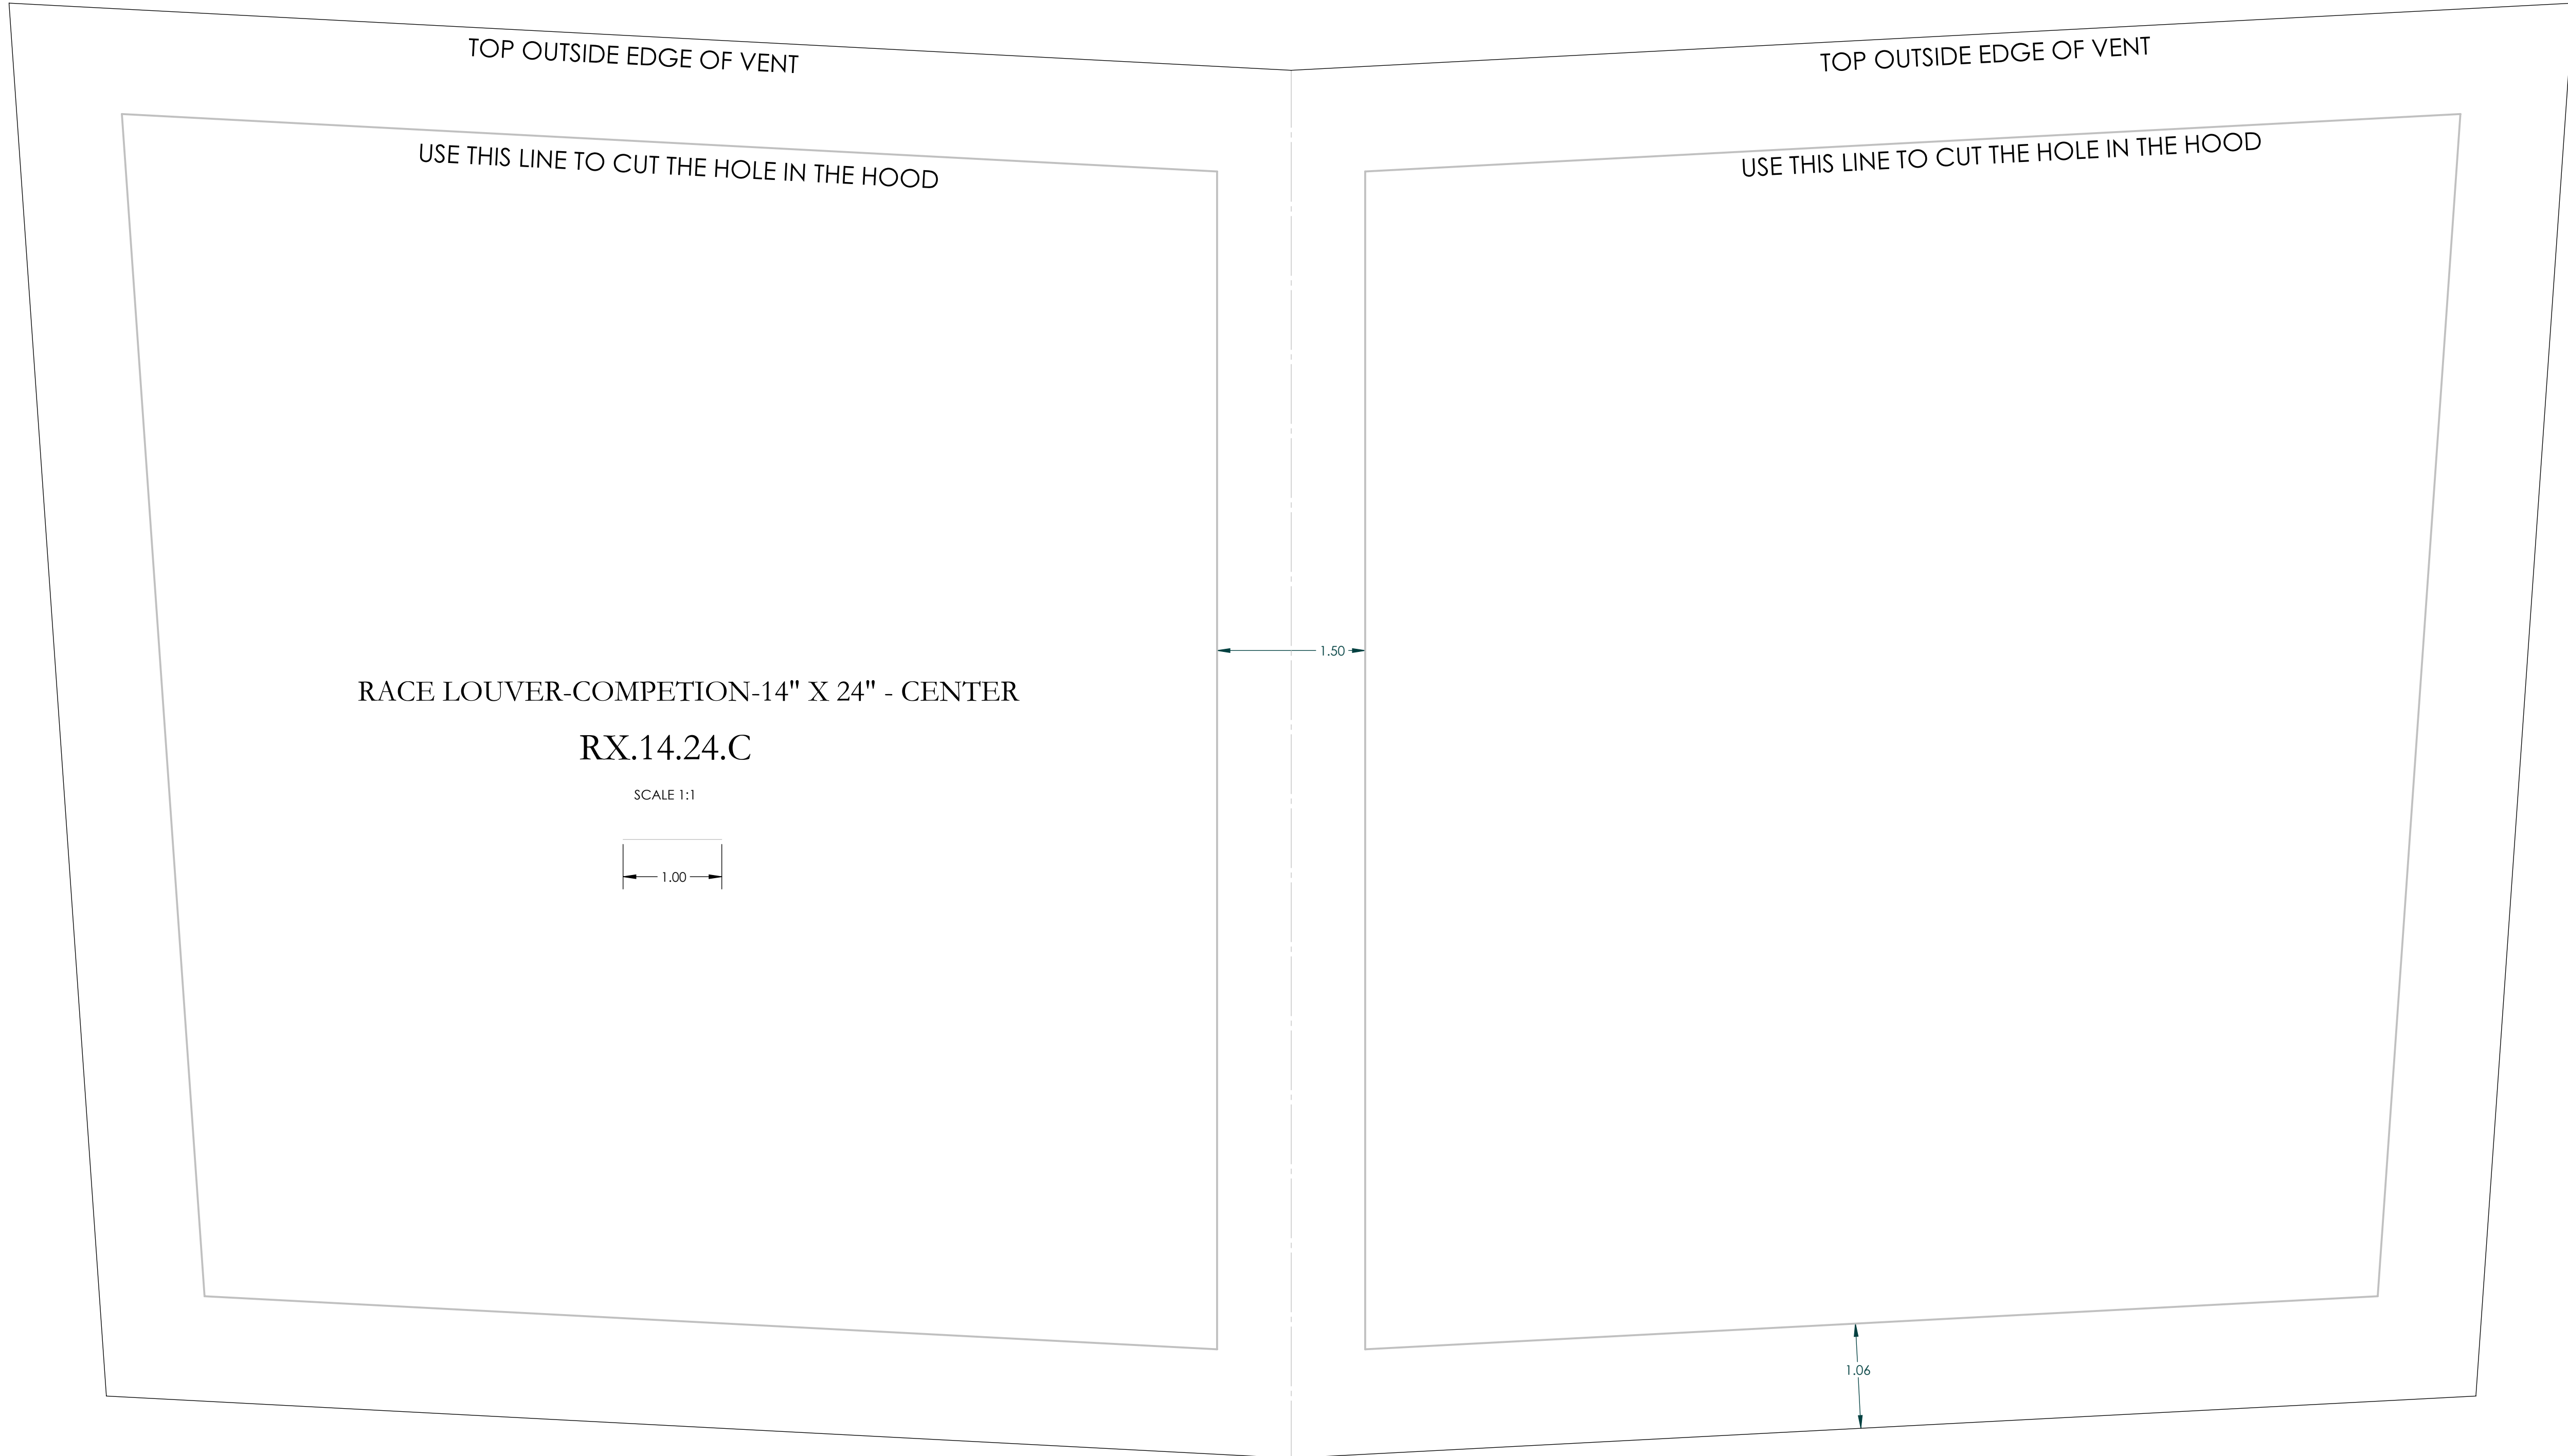 TOP OUTSIDE EDGE OF VENT
TOP OUTSIDE EDGE OF VENT
USE THIS LINE TO CUT THE HOLE IN THE HOOD
USE THIS LINE TO CUT THE HOLE IN THE HOOD
1.50
RACE LOUVER-COMPETION-14" X 24" - CENTER
RX.14.24.C
SCALE 1:1
1.00
1.06